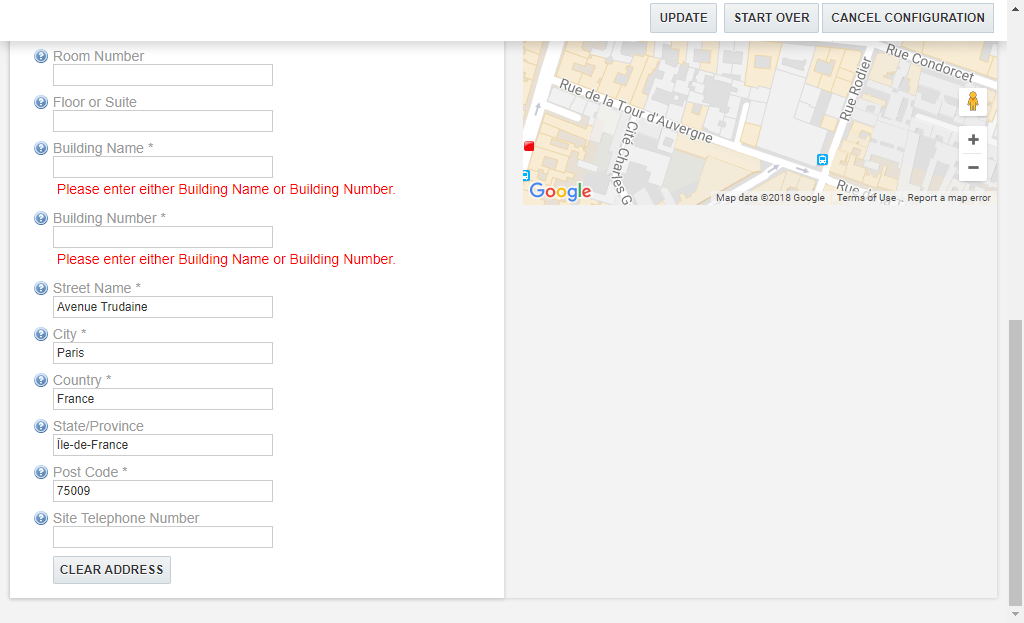 UPDATE START OVER CANCEL CONFIGURATION
Room Number
Floor or Suite
Building Name *
Please enter either Building Name or Building Number.
Building Number *
Please enter either Building Name or Building Number.
Street Name *
Avenue Trudaine
City *
Paris
Country *
France
State/Province
Île-de-France
Post Code *
75009
Site Telephone Number
CLEAR ADDRESS
Rue Condorcet
Rue Rodier
Rue de la Tour d'Auvergne
Cité Charles G
Rue
Google
Map data ©2018 Google Terms of Use Report a map error